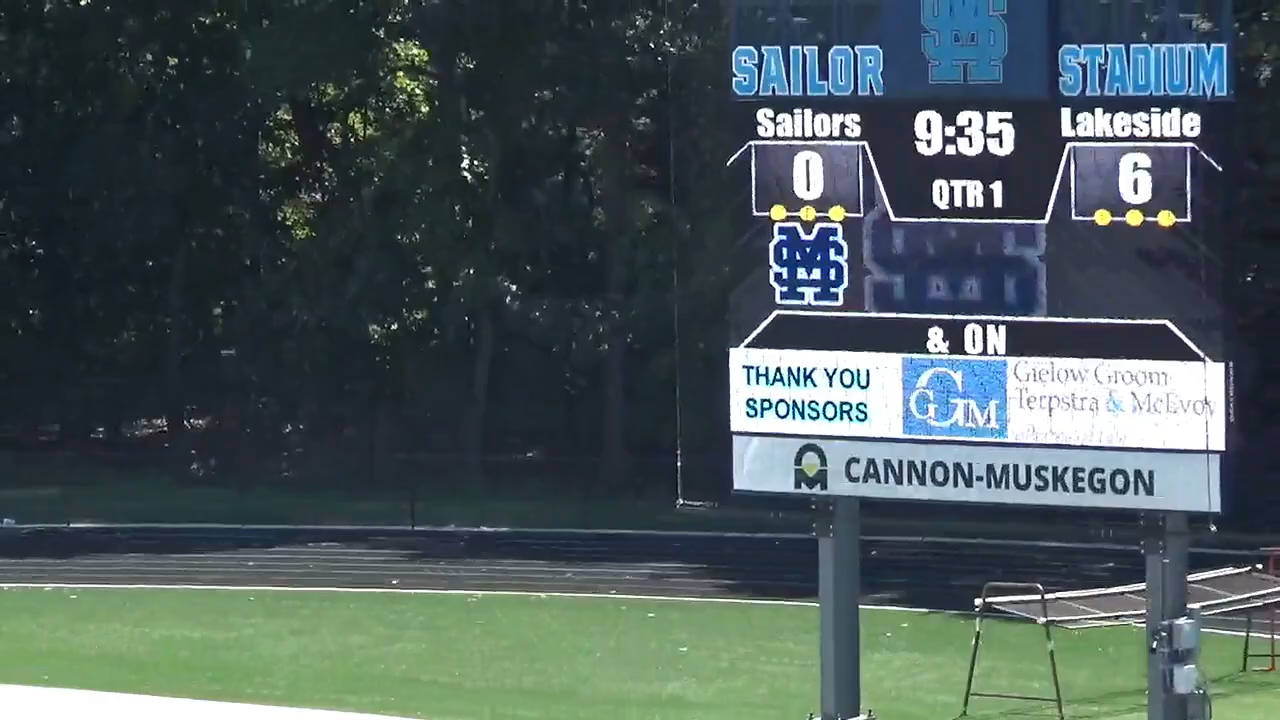 SAILOR STADIUM
Sailors 9:35 Lakeside
0 QTR 1 6
& ON
THANK YOU
SPONSORS
GGTM
Gielow Groom
Terpstra & McEvoy
CANNON-MUSKEGON